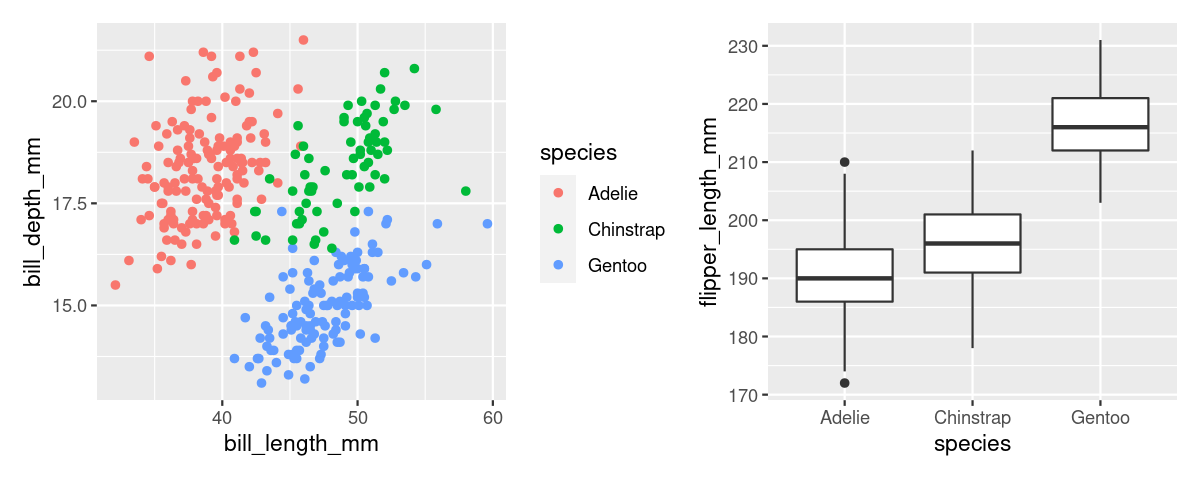 20.0
17.5
15.0
bill_depth_mm
40 50 60
bill_length_mm
species
Adelie
Chinstrap
Gentoo
230
220
210
200
190
180
170
flipper_length_mm
Adelie Chinstrap Gentoo
species